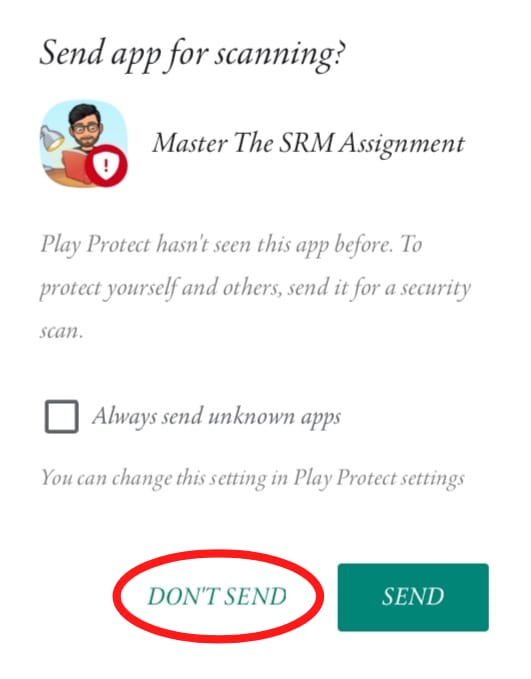 Send app for scanning?
Master The SRM Assignment
Play Protect hasn't seen this app before. To
protect yourself and others, send it for a security
scan.
Always send unknown apps
You can change this setting in Play Protect settings
DON'T SEND
SEND